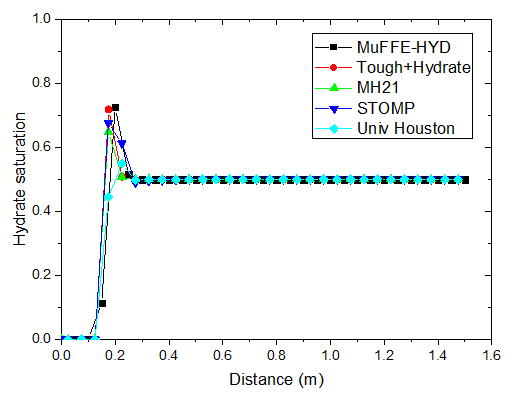 1.0
0.8
0.6
0.4
0.2
0.0
Hydrate saturation
MuFFE-HYD
Tough+Hydrate
MH21
STOMP
Univ Houston
0.0 0.2 0.4 0.6 0.8 1.0 1.2 1.4 1.6
Distance (m)